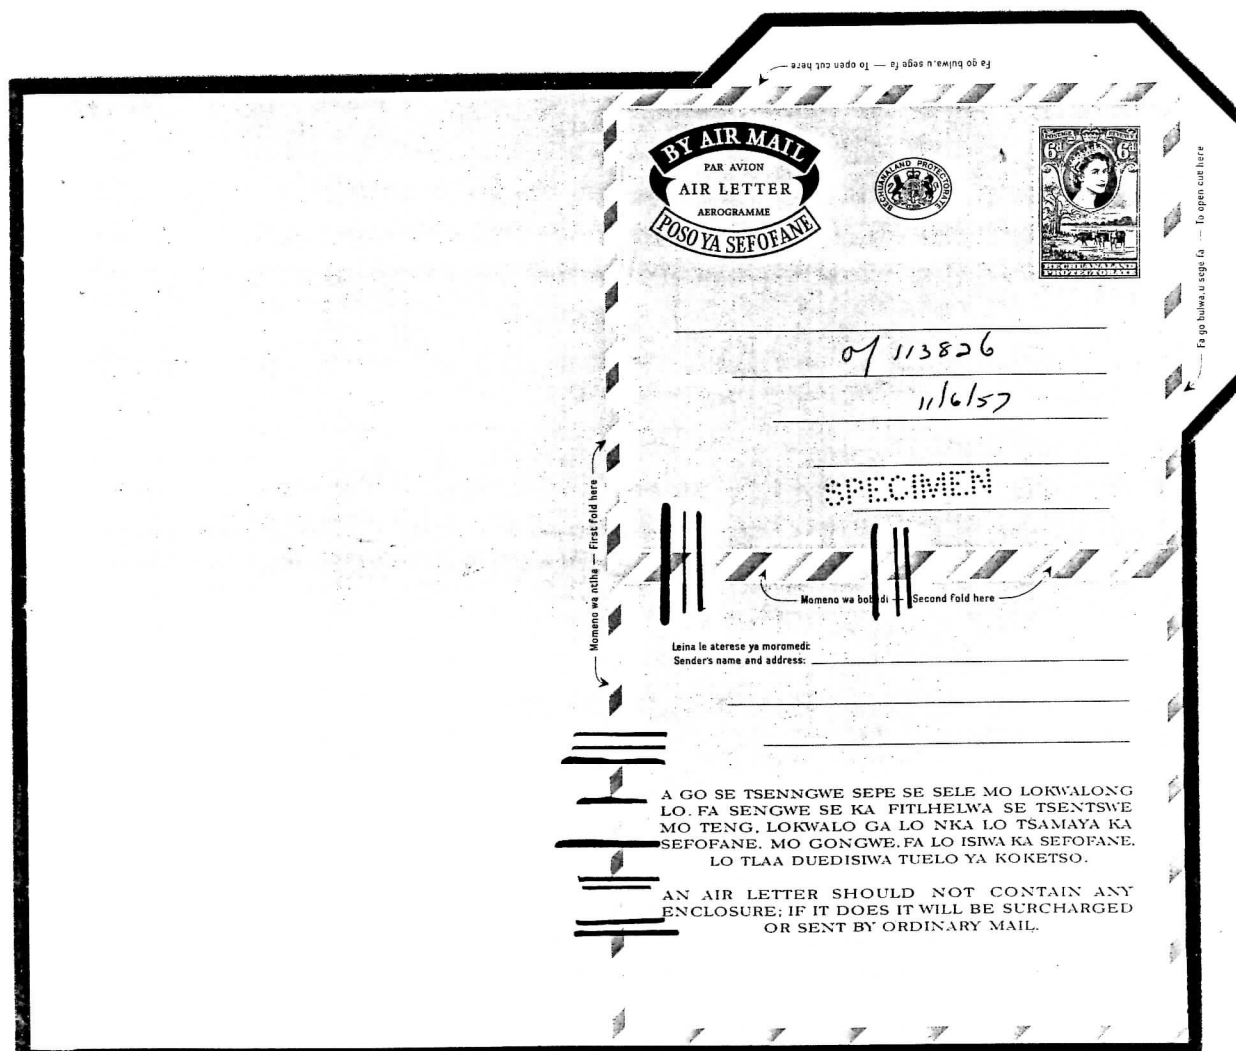 Fa go bulwa, u sege fa — To open cut here
BY AIR MAIL
PAR AVION
AIR LETTER
AEROGRAMME
POSO YA SEFOFANE
BECHUANALAND PROTECTORATE
POSTAGE REVENUE
6d 6d
BECHUANALAND
PROTECTORATE
Fa go bulwa, u sege fa — To open cut here
of 113826
11/6/57
SPECIMEN
Momeno wa ntlha — First fold here
Momeno wa bobedi — Second fold here
Leina le aterese ya moromedi:
Sender's name and address:
A GO SE TSENNGWE SEPE SE SELE MO LOKWALONG
LO. FA SENGWE SE KA FITLHELWA SE TSENTSWE
MO TENG, LOKWALO GA LO NKA LO TSAMAYA KA
SEFOFANE. MO GONGWE, FA LO ISIWA KA SEFOFANE,
LO TLAA DUEDISIWA TUELO YA KOKETSO.
AN AIR LETTER SHOULD NOT CONTAIN ANY
ENCLOSURE; IF IT DOES IT WILL BE SURCHARGED
OR SENT BY ORDINARY MAIL.